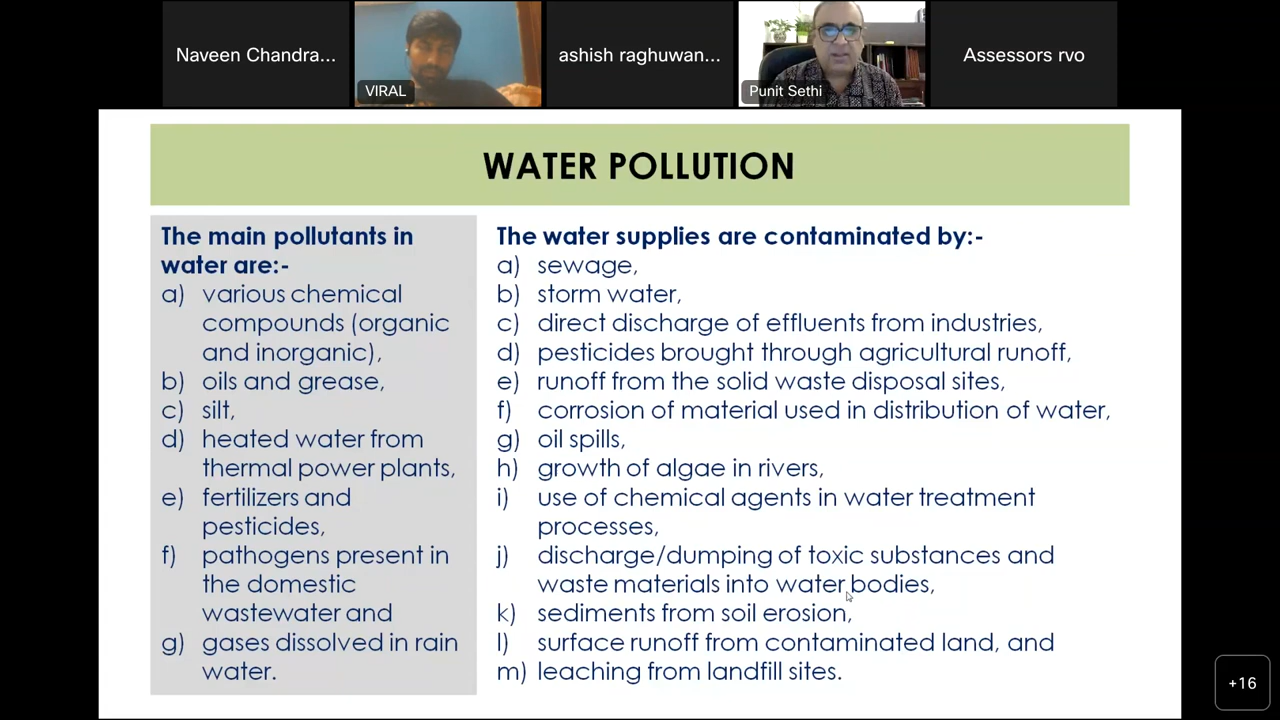 Naveen Chandra...
VIRAL
ashish raghuwan...
Punit Sethi
Assessors rvo
WATER POLLUTION
The main pollutants in
water are:-
a) various chemical
compounds (organic
and inorganic),
b) oils and grease,
c) silt,
d) heated water from
thermal power plants,
e) fertilizers and
pesticides,
f) pathogens present in
the domestic
wastewater and
g) gases dissolved in rain
water.
The water supplies are contaminated by:-
a) sewage,
b) storm water,
c) direct discharge of effluents from industries,
d) pesticides brought through agricultural runoff,
e) runoff from the solid waste disposal sites,
f) corrosion of material used in distribution of water,
g) oil spills,
h) growth of algae in rivers,
i) use of chemical agents in water treatment
processes,
j) discharge/dumping of toxic substances and
waste materials into water bodies,
k) sediments from soil erosion,
l) surface runoff from contaminated land, and
m) leaching from landfill sites.
+16